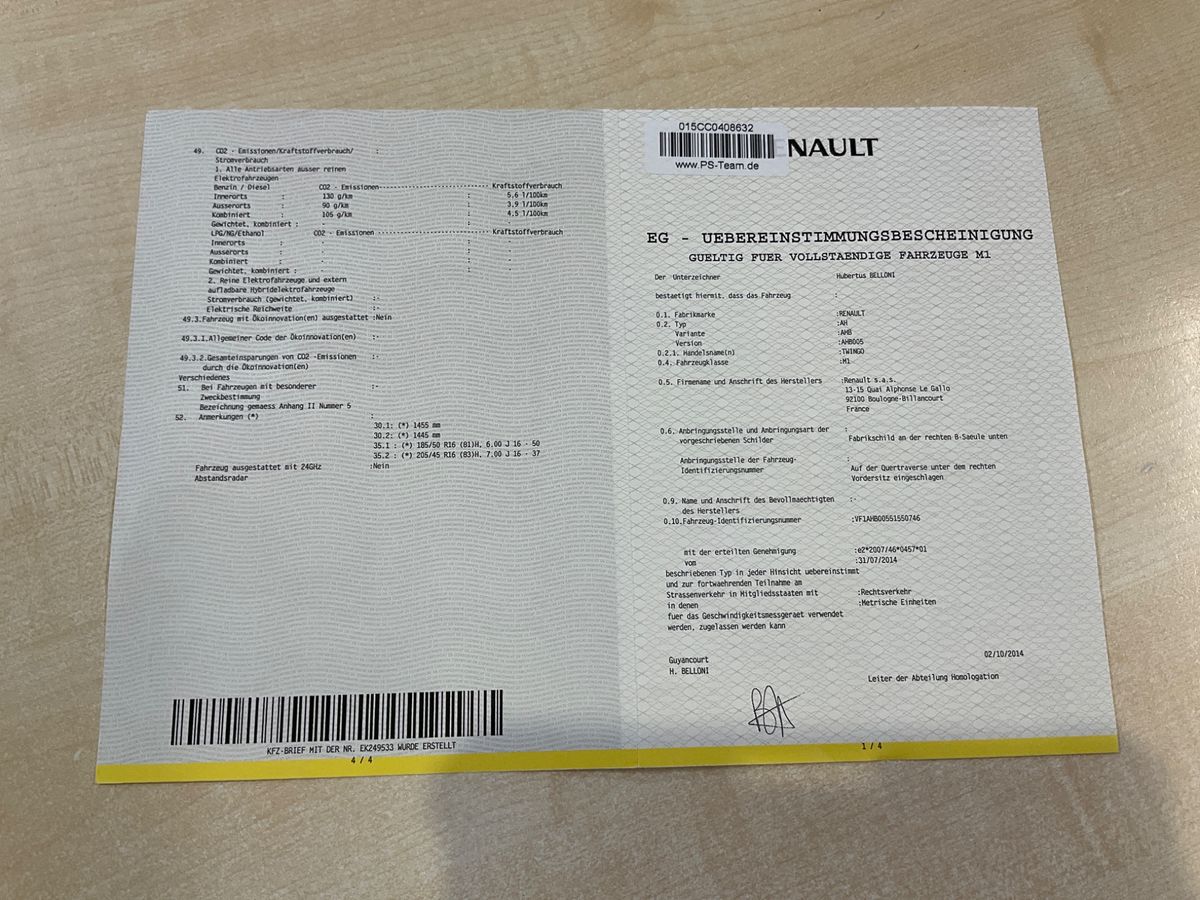 49. CO2 - Emissionen/Kraftstoffverbrauch/ :
Stromverbrauch
1. Alle Antriebsarten ausser reinen
Elektrofahrzeugen
Benzin / Diesel CO2 - Emissionen Kraftstoffverbrauch
Innerorts : 130 g/km : 5,6 l/100km
Ausserorts : 90 g/km : 3,9 l/100km
Kombiniert : 105 g/km : 4,5 l/100km
Gewichtet, kombiniert : :
LPG/NG/Ethanol CO2 - Emissionen Kraftstoffverbrauch
Innerorts : - :
Ausserorts : - :
Kombiniert : - :
Gewichtet, kombiniert : :
2. Reine Elektrofahrzeuge und extern
aufladbare Hybridelektrofahrzeuge
Stromverbrauch (gewichtet, kombiniert) :-
Elektrische Reichweite :-
49.3.Fahrzeug mit Ökoinnovation(en) ausgestattet :Nein
49.3.1.Allgemeiner Code der Ökoinnovation(en) :-
49.3.2.Gesamteinsparungen von CO2 -Emissionen :-
durch die Ökoinnovation(en)
Verschiedenes
51. Bei Fahrzeugen mit besonderer :-
Zweckbestimmung
Bezeichnung gemaess Anhang II Nummer 5
52. Anmerkungen (*) :
30.1: (*) 1455 mm
30.2: (*) 1445 mm
35.1 : (*) 185/50 R16 (81)H, 6.00 J 16 - 50
35.2 : (*) 205/45 R16 (83)H, 7.00 J 16 - 37
Fahrzeug ausgestattet mit 24GHz :Nein
Abstandsradar
KFZ-BRIEF MIT DER NR. EK249533 WURDE ERSTELLT
4 / 4
015CC0408632
www.PS-Team.de
NAULT
EG - UEBEREINSTIMMUNGSBESCHEINIGUNG
GUELTIG FUER VOLLSTAENDIGE FAHRZEUGE M1
Der Unterzeichner Hubertus BELLONI
bestaetigt hiermit, dass das Fahrzeug :
0.1. Fabrikmarke :RENAULT
0.2. Typ :AH
Variante :AHB
Version :AHB005
0.2.1. Handelsname(n) :TWINGO
0.4. Fahrzeugklasse :M1
0.5. Firmename und Anschrift des Herstellers :Renault s.a.s.
13-15 Quai Alphonse Le Gallo
92100 Boulogne-Billancourt
France
0.6. Anbringungsstelle und Anbringungsart der :
vorgeschriebenen Schilder Fabrikschild an der rechten B-Saeule unten
Anbringungsstelle der Fahrzeug- :
Identifizierungsnummer Auf der Quertraverse unter dem rechten
Vordersitz eingeschlagen
0.9. Name und Anschrift des Bevollmaechtigten :-
des Herstellers
0.10.Fahrzeug-Identifizierungsnummer :VF1AHB00551550746
mit der erteilten Genehmigung :e2*2007/46*0457*01
vom :31/07/2014
beschriebenen Typ in jeder Hinsicht uebereinstimmt
und zur fortwaehrenden Teilnahme am
Strassenverkehr in Mitgliedsstaaten mit :Rechtsverkehr
in denen :Metrische Einheiten
fuer das Geschwindigkeitsmessgeraet verwendet
werden, zugelassen werden kann
Guyancourt 02/10/2014
H. BELLONI Leiter der Abteilung Homologation
1 / 4